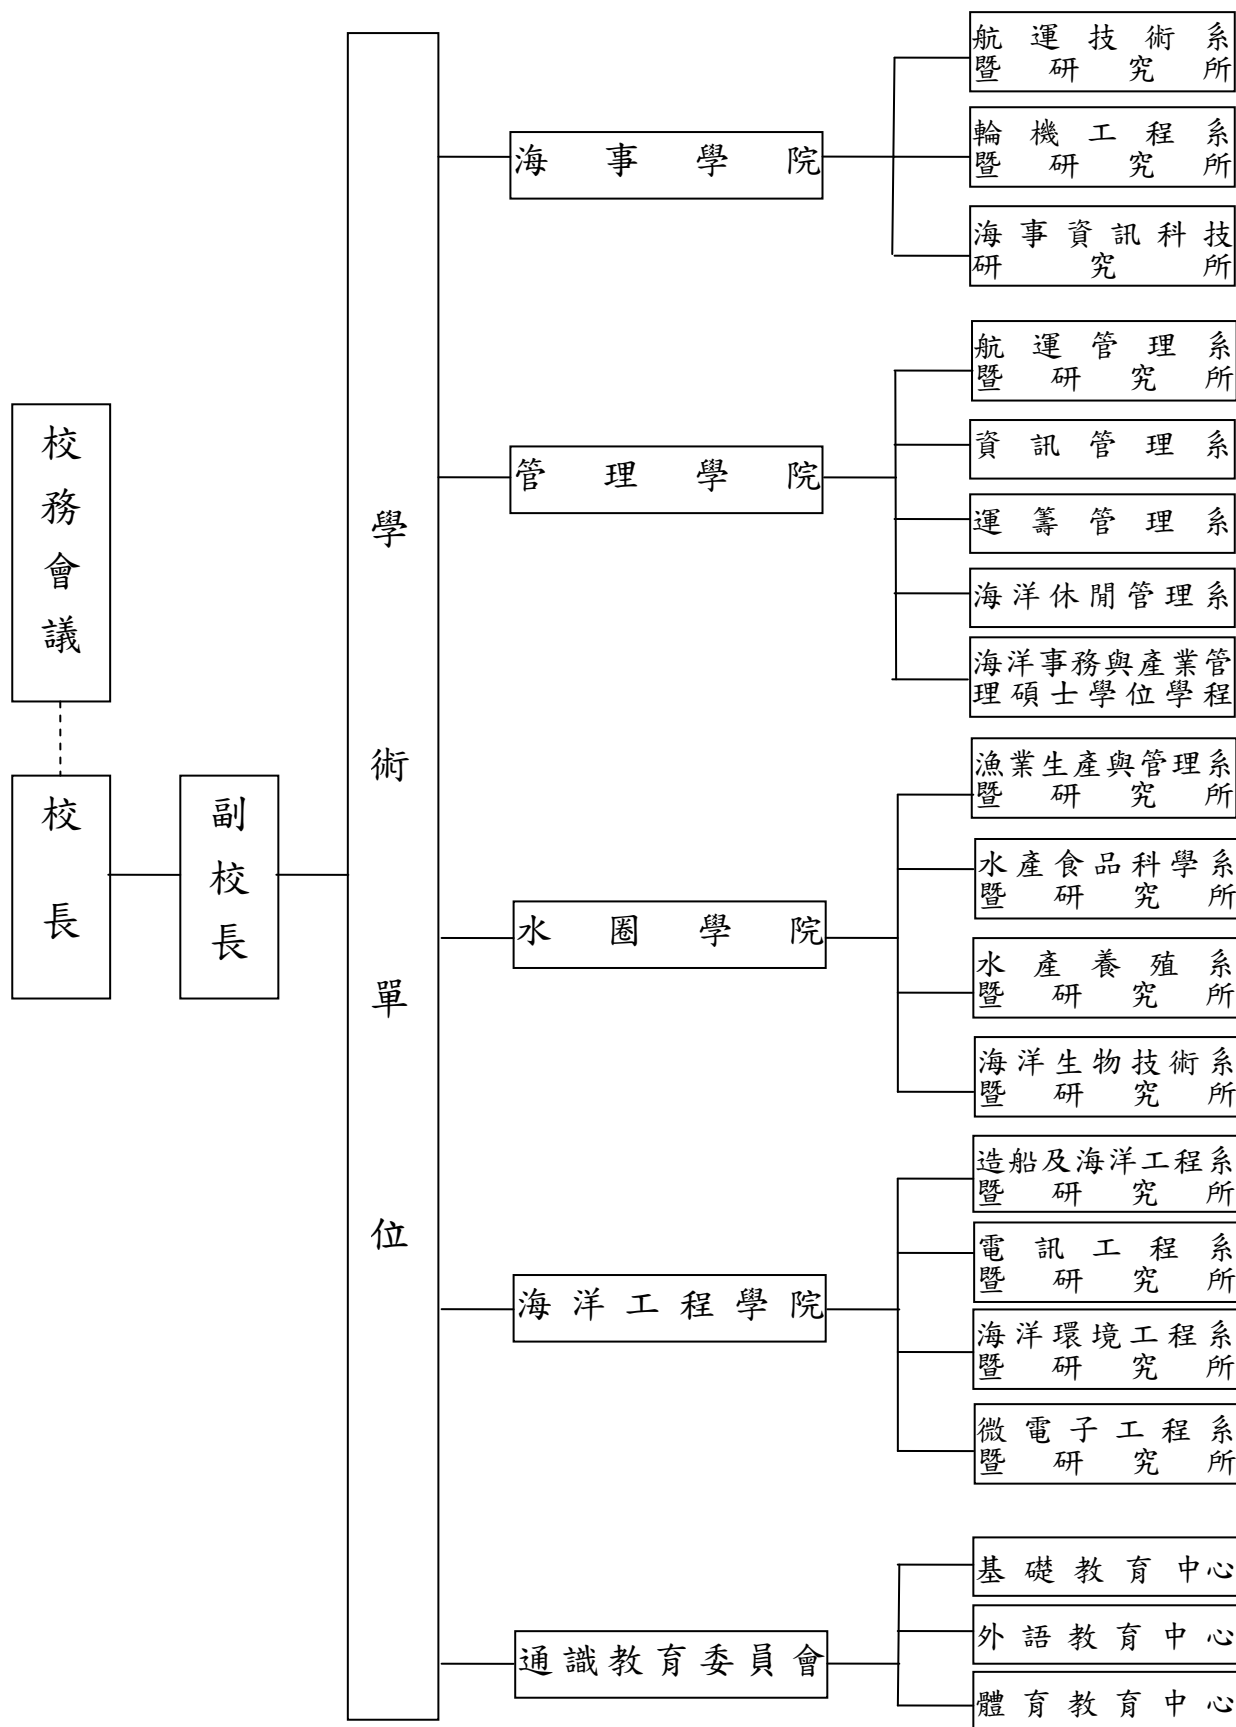 校務會議
校長
副校長
學術單位
海事學院
航運技術系
暨研究所
輪機工程系
暨研究所
海事資訊科技
研究所
管理學院
航運管理系
暨研究所
資訊管理系
運籌管理系
海洋休閒管理系
海洋事務與產業管
理碩士學位學程
水圈學院
漁業生產與管理系
暨研究所
水產食品科學系
暨研究所
水產養殖系
暨研究所
海洋生物技術系
暨研究所
海洋工程學院
造船及海洋工程系
暨研究所
電訊工程系
暨研究所
海洋環境工程系
暨研究所
微電子工程系
暨研究所
通識教育委員會
基礎教育中心
外語教育中心
體育教育中心